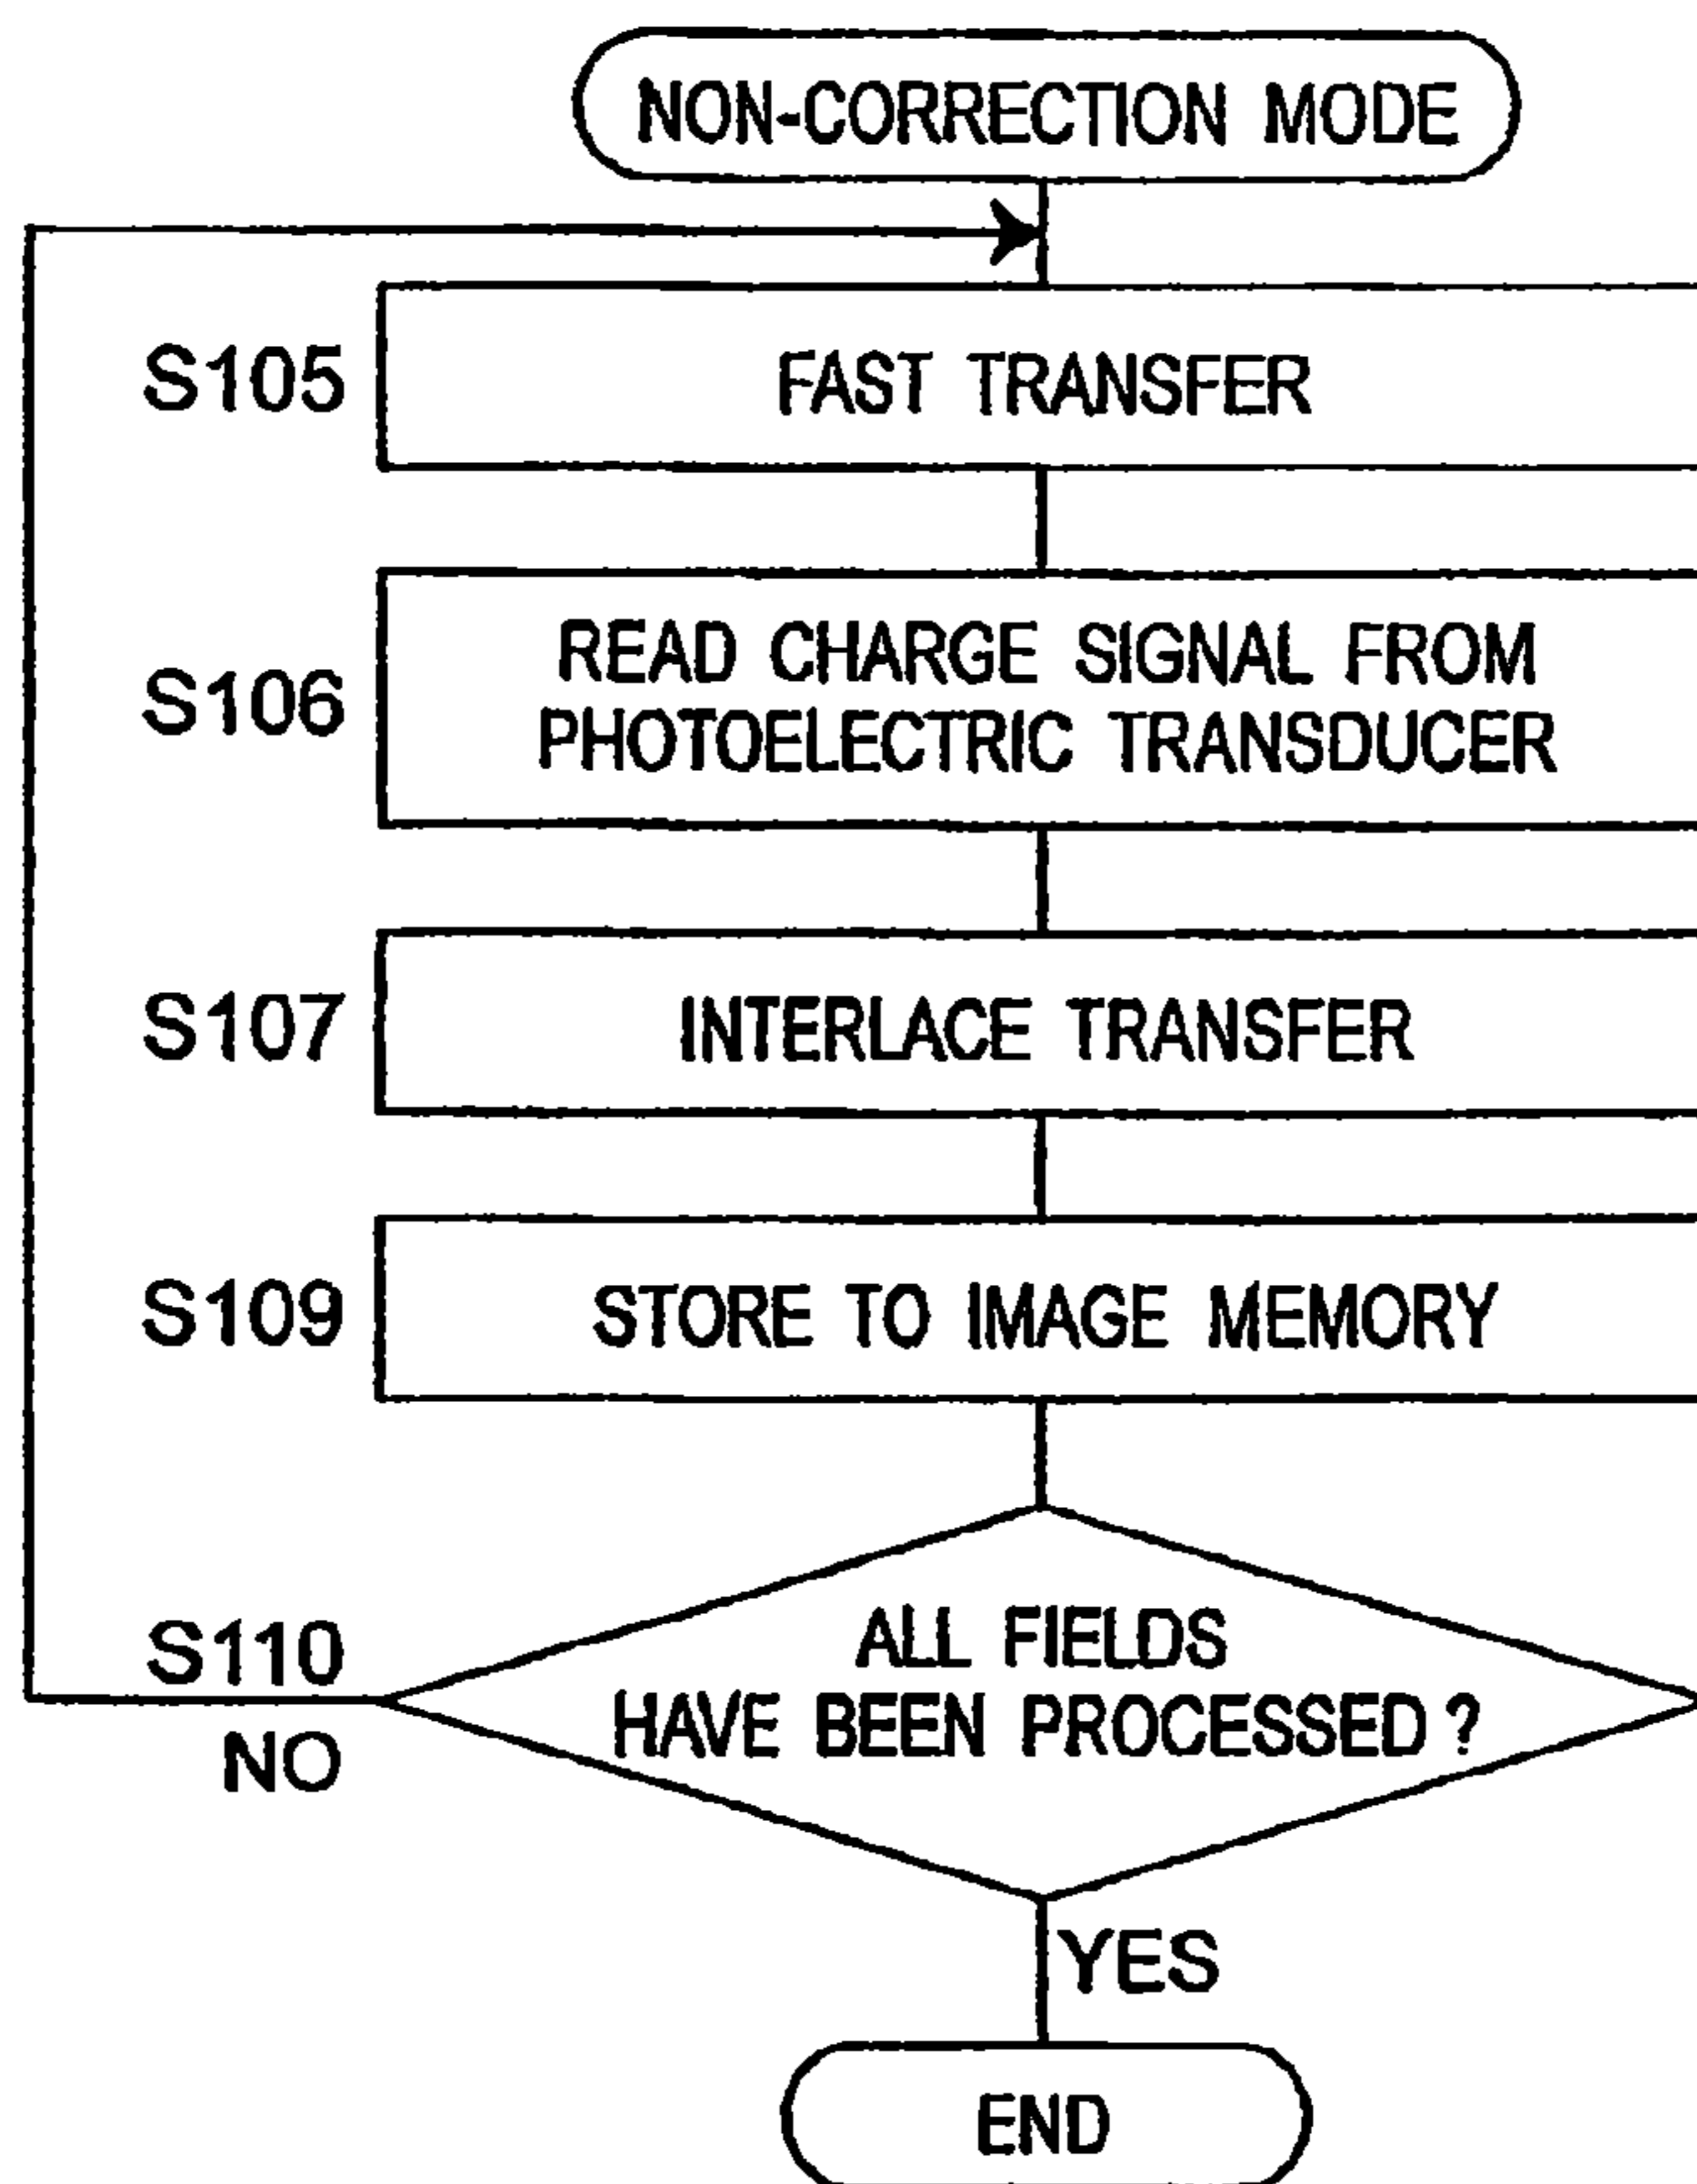 NON-CORRECTION MODE
S105
FAST TRANSFER
S106
READ CHARGE SIGNAL FROM
PHOTOELECTRIC TRANSDUCER
S107
INTERLACE TRANSFER
S109
STORE TO IMAGE MEMORY
S110
ALL FIELDS
HAVE BEEN PROCESSED ?
NO
YES
END